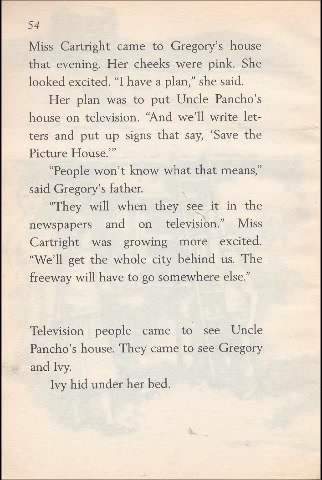 54
Miss Cartright came to Gregory's house
that evening. Her cheeks were pink. She
looked excited. "I have a plan," she said.
Her plan was to put Uncle Pancho's
house on television. "And we'll write let-
ters and put up signs that say, 'Save the
Picture House.'"
"People won't know what that means,"
said Gregory's father.
"They will when they see it in the
newspapers and on television." Miss
Cartright was growing more excited.
"We'll get the whole city behind us. The
freeway will have to go somewhere else."
Television people came to see Uncle
Pancho's house. They came to see Gregory
and Ivy.
Ivy hid under her bed.